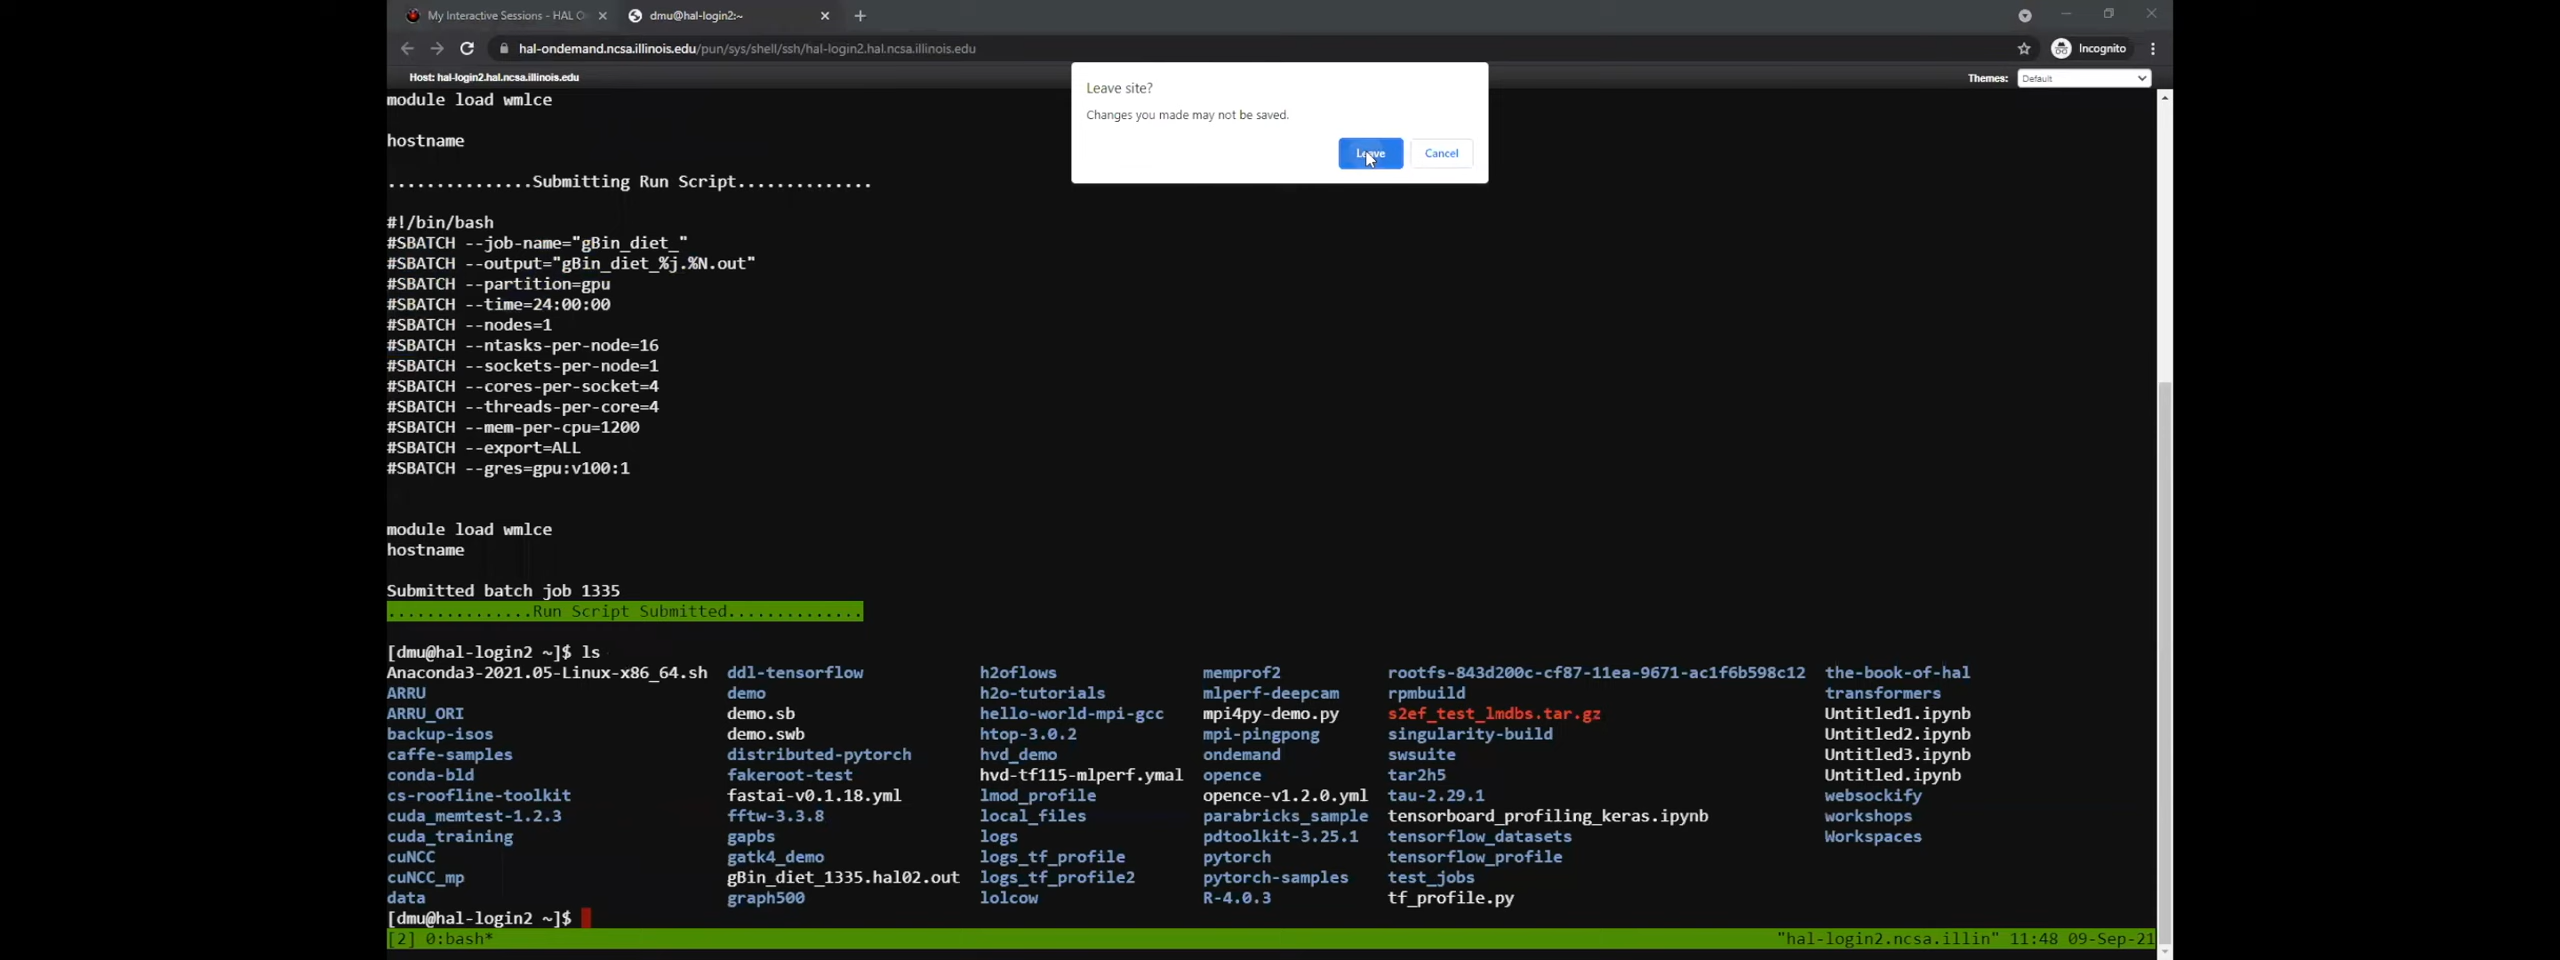 My Interactive Sessions - HAL O
dmu@hal-login2:~
hal-ondemand.ncsa.illinois.edu/pun/sys/shell/ssh/hal-login2.hal.ncsa.illinois.edu
Incognito
Host: hal-login2.hal.ncsa.illinois.edu
Themes: Default
Leave site?
Changes you made may not be saved.
Leave Cancel
module load wmlce
hostname
...............Submitting Run Script..............
#!/bin/bash
#SBATCH --job-name="gBin_diet_"
#SBATCH --output="gBin_diet_%j.%N.out"
#SBATCH --partition=gpu
#SBATCH --time=24:00:00
#SBATCH --nodes=1
#SBATCH --ntasks-per-node=16
#SBATCH --sockets-per-node=1
#SBATCH --cores-per-socket=4
#SBATCH --threads-per-core=4
#SBATCH --mem-per-cpu=1200
#SBATCH --export=ALL
#SBATCH --gres=gpu:v100:1
module load wmlce
hostname
Submitted batch job 1335
...............Run Script Submitted..............
[dmu@hal-login2 ~]$ ls
Anaconda3-2021.05-Linux-x86_64.sh ddl-tensorflow h2oflows memprof2 rootfs-843d200c-cf87-11ea-9671-ac1f6b598c12 the-book-of-hal
ARRU demo h2o-tutorials mlperf-deepcam rpmbuild transformers
ARRU_ORI demo.sb hello-world-mpi-gcc mpi4py-demo.py s2ef_test_lmdbs.tar.gz Untitled1.ipynb
backup-isos demo.swb htop-3.0.2 mpi-pingpong singularity-build Untitled2.ipynb
caffe-samples distributed-pytorch hvd_demo ondemand swsuite Untitled3.ipynb
conda-bld fakeroot-test hvd-tf115-mlperf.ymal opence tar2h5 Untitled.ipynb
cs-roofline-toolkit fastai-v0.1.18.yml lmod_profile opence-v1.2.0.yml tau-2.29.1 websockify
cuda_memtest-1.2.3 fftw-3.3.8 local_files parabricks_sample tensorboard_profiling_keras.ipynb workshops
cuda_training gapbs logs pdtoolkit-3.25.1 tensorflow_datasets Workspaces
cuNCC gatk4_demo logs_tf_profile pytorch tensorflow_profile
cuNCC_mp gBin_diet_1335.hal02.out logs_tf_profile2 pytorch-samples test_jobs
data graph500 lolcow R-4.0.3 tf_profile.py
[dmu@hal-login2 ~]$
[2] 0:bash* "hal-login2.ncsa.illin" 11:48 09-Sep-21